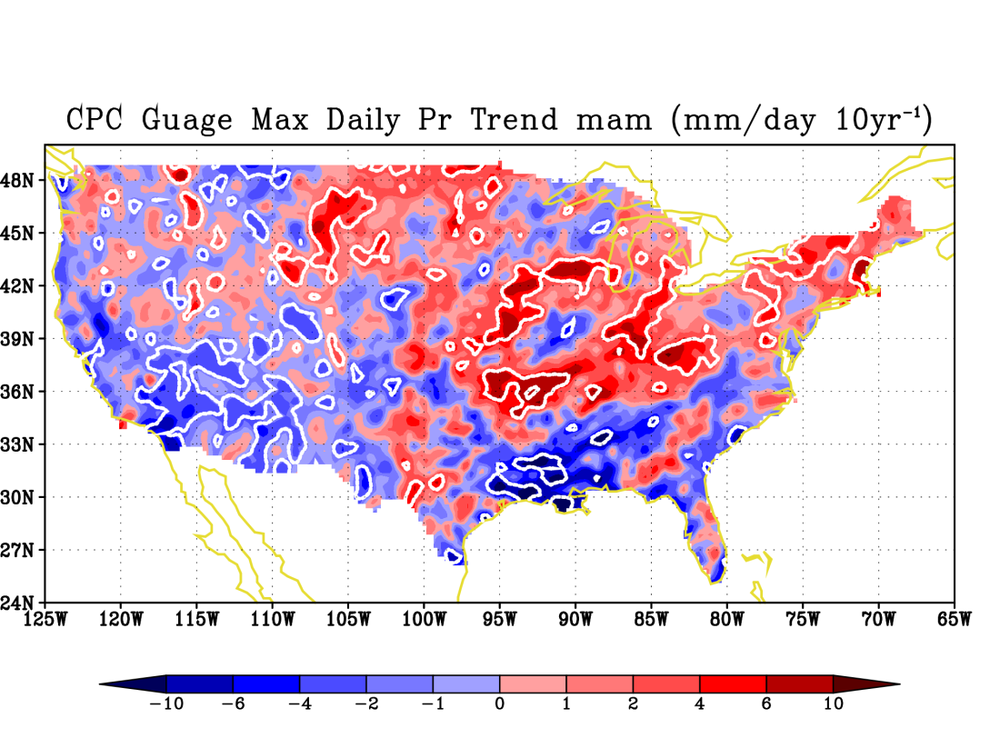 CPC Guage Max Daily Pr Trend mam (mm/day 10yr⁻¹)
48N
45N
42N
39N
36N
33N
30N
27N
24N
125W 120W 115W 110W 105W 100W 95W 90W 85W 80W 75W 70W 65W
−10 −6 −4 −2 −1 0 1 2 4 6 10